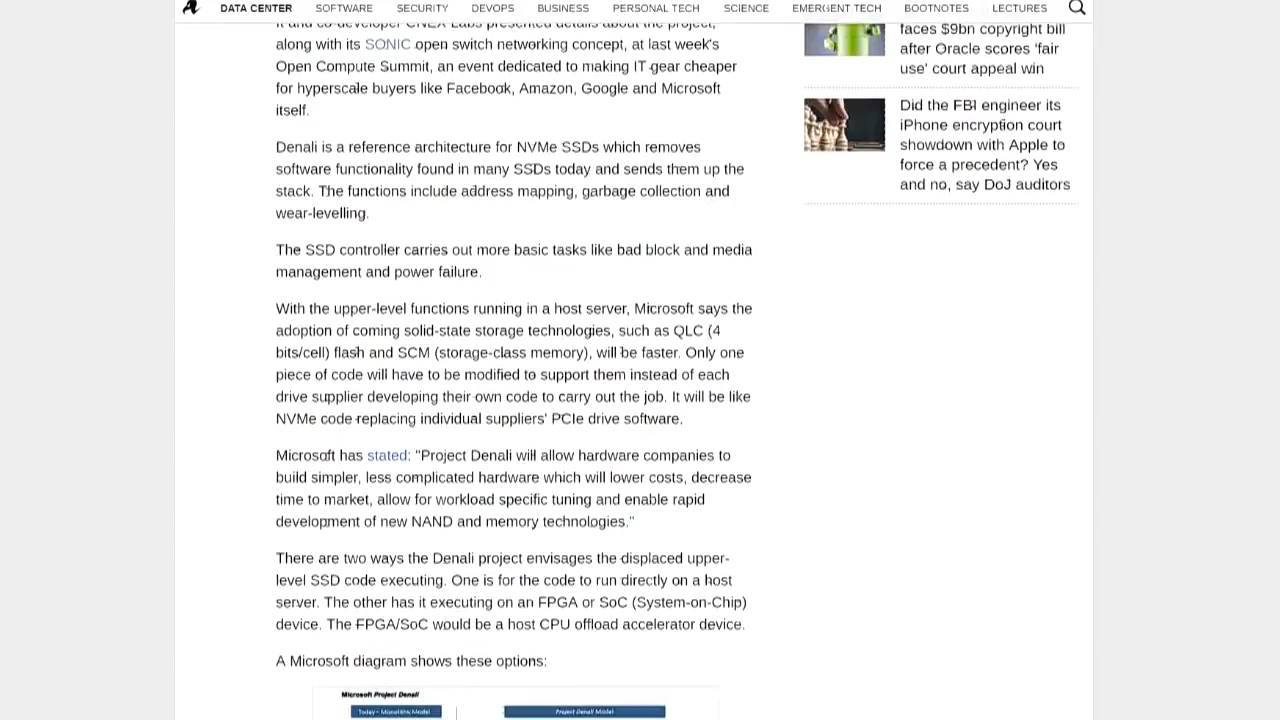 DATA CENTER SOFTWARE SECURITY DEVOPS BUSINESS PERSONAL TECH SCIENCE EMERGENT TECH BOOTNOTES LECTURES
It and co-developer CNEX Labs presented details about the project,
along with its SONIC open switch networking concept, at last week's
Open Compute Summit, an event dedicated to making IT gear cheaper
for hyperscale buyers like Facebook, Amazon, Google and Microsoft
itself.
Denali is a reference architecture for NVMe SSDs which removes
software functionality found in many SSDs today and sends them up the
stack. The functions include address mapping, garbage collection and
wear-levelling.
The SSD controller carries out more basic tasks like bad block and media
management and power failure.
With the upper-level functions running in a host server, Microsoft says the
adoption of coming solid-state storage technologies, such as QLC (4
bits/cell) flash and SCM (storage-class memory), will be faster. Only one
piece of code will have to be modified to support them instead of each
drive supplier developing their own code to carry out the job. It will be like
NVMe code replacing individual suppliers' PCIe drive software.
Microsoft has stated: "Project Denali will allow hardware companies to
build simpler, less complicated hardware which will lower costs, decrease
time to market, allow for workload specific tuning and enable rapid
development of new NAND and memory technologies."
There are two ways the Denali project envisages the displaced upper-
level SSD code executing. One is for the code to run directly on a host
server. The other has it executing on an FPGA or SoC (System-on-Chip)
device. The FPGA/SoC would be a host CPU offload accelerator device.
A Microsoft diagram shows these options:
Microsoft Project Denali
Today - Monolithic Model Project Denali Model
faces $9bn copyright bill
after Oracle scores 'fair
use' court appeal win
Did the FBI engineer its
iPhone encryption court
showdown with Apple to
force a precedent? Yes
and no, say DoJ auditors